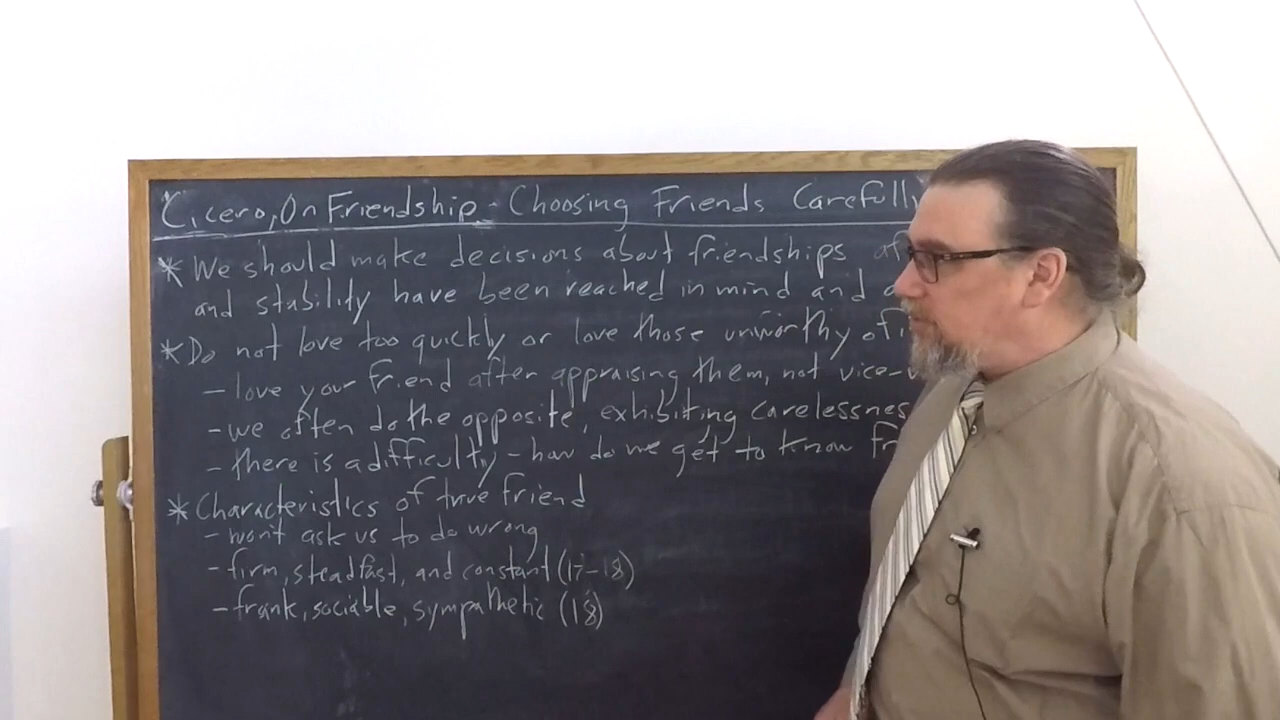 Cicero, On Friendship - Choosing Friends Carefully
* We should make decisions about friendships
and stability have been reached in mind and
* Do not love too quickly or love those unworthy of
- love your friend after appraising them, not vice-
- we often do the opposite, exhibiting carelessnes
- there is a difficulty - how do we get to know
* Characteristics of true friend
- won't ask us to do wrong
- firm, steadfast, and constant (17-18)
- frank, sociable, sympathetic (18)